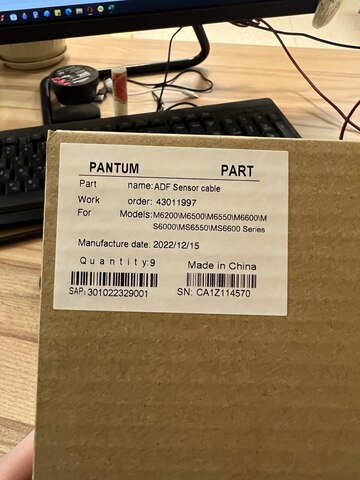 PANTUM PART
Part name: ADF Sensor cable
Work order: 43011997
For Models: M6200\M6500\M6550\M6600\M
S6000\MS6550\MS6600 Series
Manufacture date: 2022/12/15
Quantity:9 Made in China
SAP: 301022329001 SN: CA1Z114570